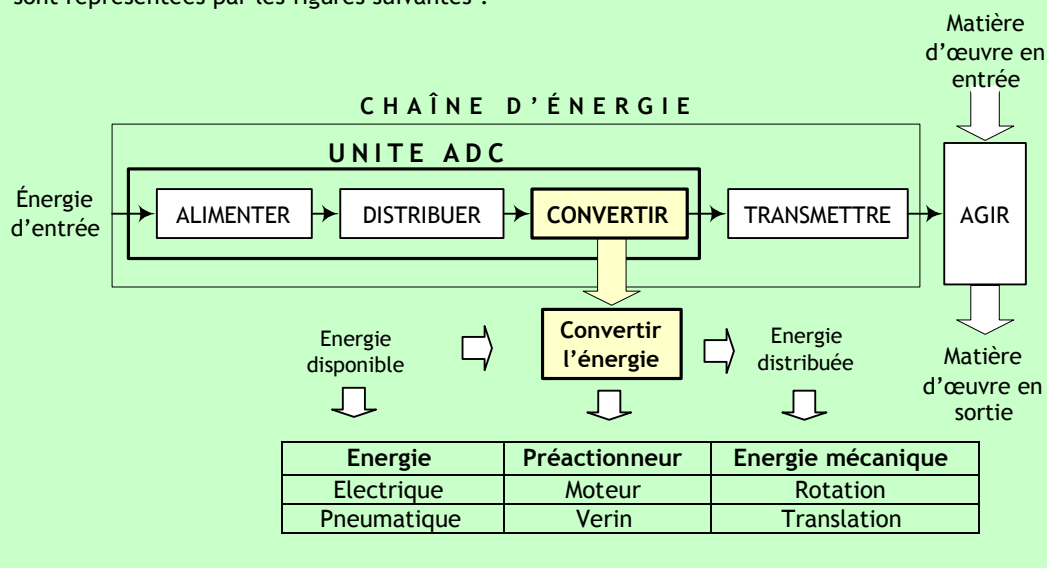 sont représentées par les figures suivantes :
Matière
d’œuvre en
entrée
CHAÎNE D’ÉNERGIE
UNITE ADC
Énergie
d’entrée
ALIMENTER
DISTRIBUER
CONVERTIR
TRANSMETTRE
AGIR
Energie
disponible
Convertir
l’énergie
Energie
distribuée
Matière
d’œuvre en
sortie
Energie Préactionneur Energie mécanique
Electrique Moteur Rotation
Pneumatique Verin Translation